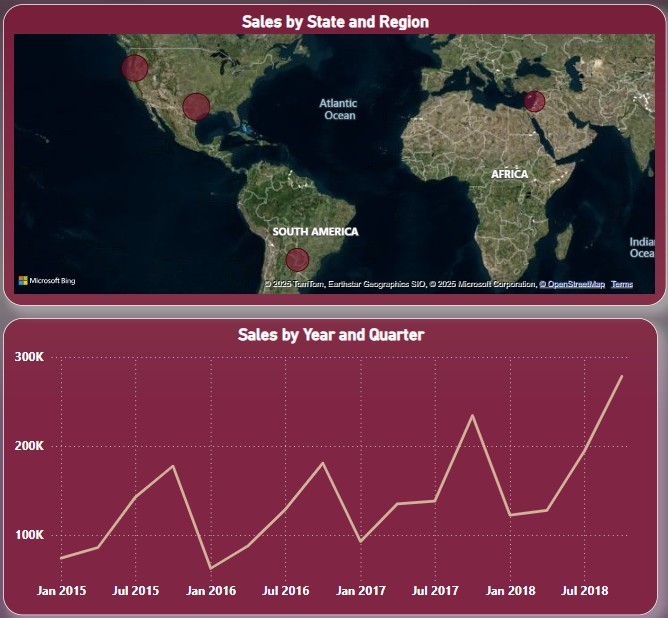 Sales by State and Region
Atlantic
Ocean
AFRICA
SOUTH AMERICA
India
Ocea
Microsoft Bing
© 2025 TomTom, Earthstar Geographics SIO, © 2025 Microsoft Corporation, © OpenStreetMap Terms
Sales by Year and Quarter
300K
200K
100K
Jan 2015 Jul 2015 Jan 2016 Jul 2016 Jan 2017 Jul 2017 Jan 2018 Jul 2018